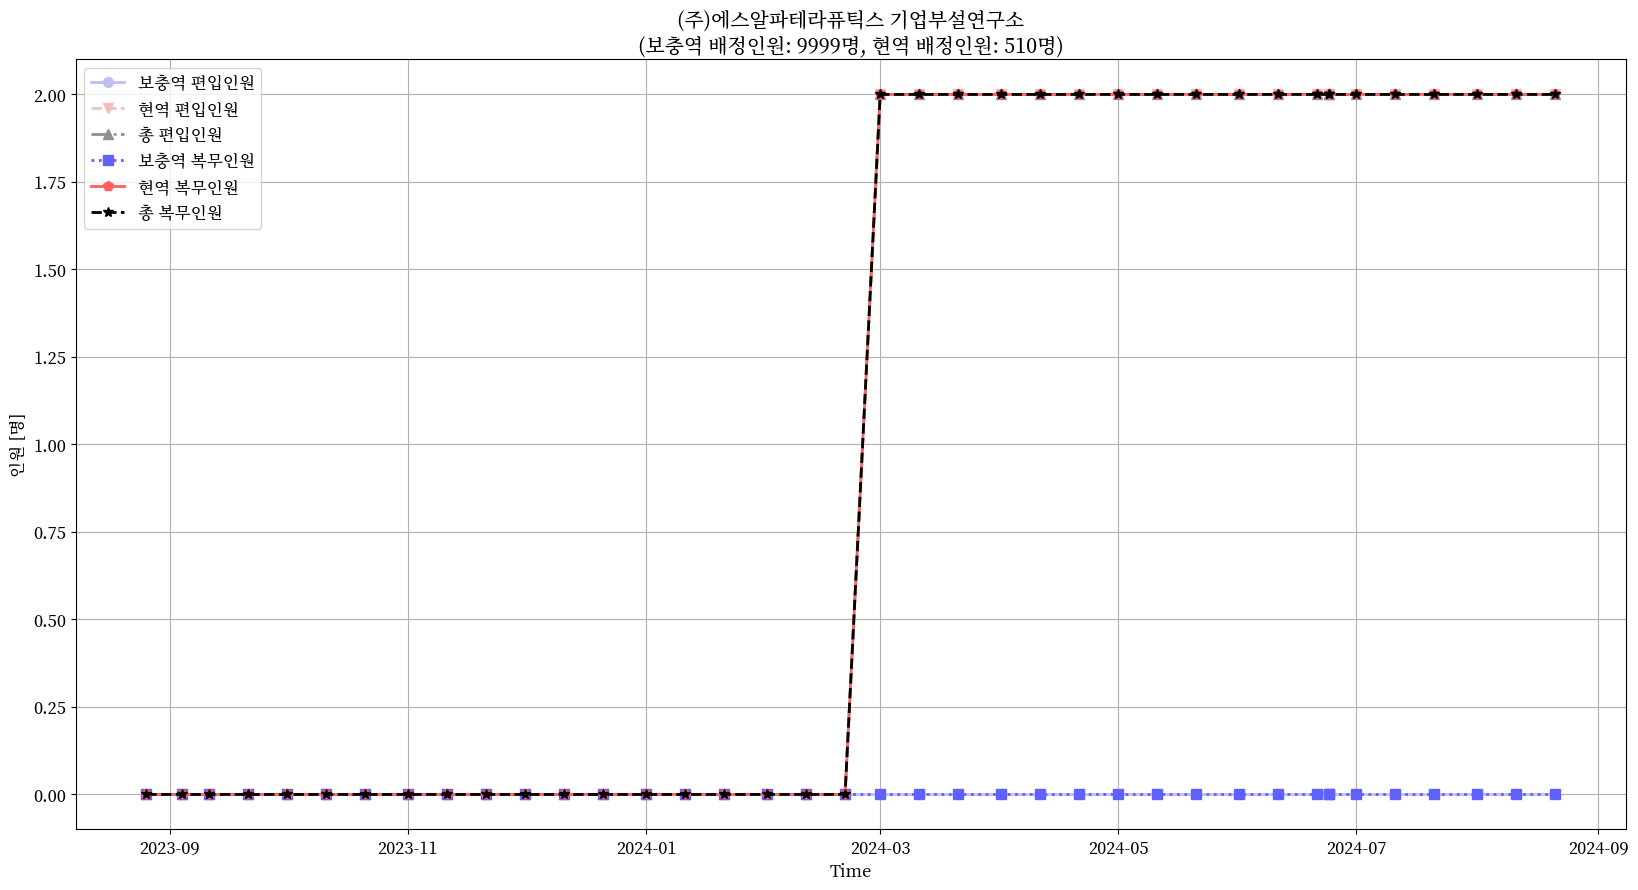 (주)에스알파테라퓨틱스 기업부설연구소
(보충역 배정인원: 9999명, 현역 배정인원: 510명)
보충역 편입인원
현역 편입인원
총 편입인원
보충역 복무인원
현역 복무인원
총 복무인원
인원 [명]
2.00
1.75
1.50
1.25
1.00
0.75
0.50
0.25
0.00
2023-09 2023-11 2024-01 2024-03 2024-05 2024-07 2024-09
Time